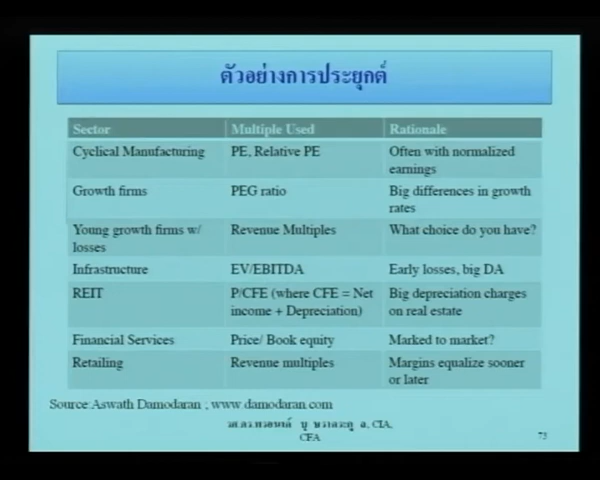 ตัวอย่างการประยุกต์
Sector Multiple Used Rationale
Cyclical Manufacturing PE, Relative PE Often with normalized
earnings
Growth firms PEG ratio Big differences in growth
rates
Young growth firms w/ Revenue Multiples What choice do you have?
losses
Infrastructure EV/EBITDA Early losses, big DA
REIT P/CFE (where CFE = Net Big depreciation charges
income + Depreciation) on real estate
Financial Services Price/ Book equity Marked to market?
Retailing Revenue multiples Margins equalize sooner
or later
Source:Aswath Damodaran ; www damodaran com
CIA,
CFA
73